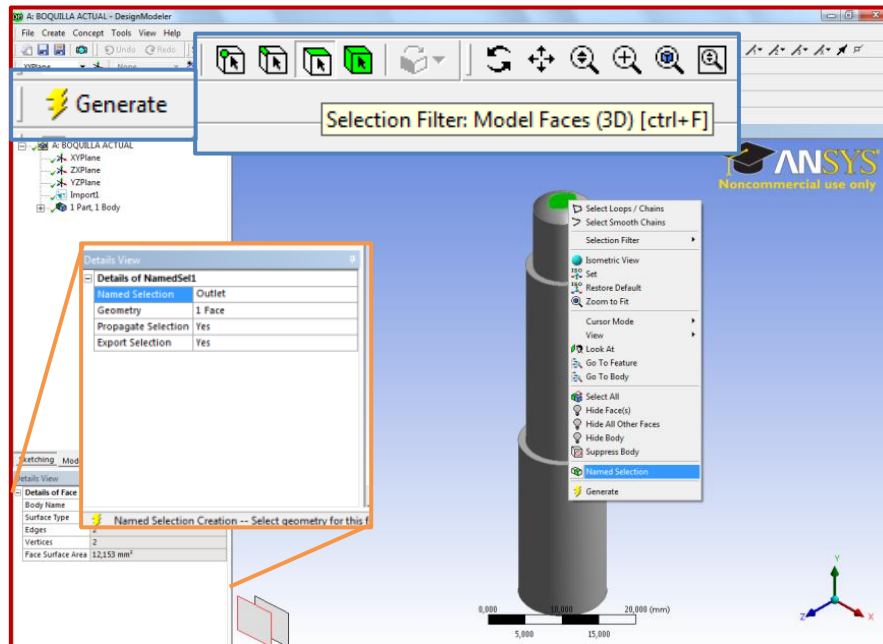 A: BOQUILLA ACTUAL - DesignModeler
File Create Concept Tools View Help
Undo Redo
XYPlane None
Generate
Selection Filter: Model Faces (3D) [ctrl+F]
A: BOQUILLA ACTUAL
XYPlane
ZXPlane
YZPlane
Import1
1 Part, 1 Body
ANSYS
Noncommercial use only
Select Loops / Chains
Select Smooth Chains
Selection Filter
Isometric View
ISO Set
ISO Restore Default
Zoom to Fit
Cursor Mode
View
Look At
Go To Feature
Go To Body
Select All
Hide Face(s)
Hide All Other Faces
Hide Body
Suppress Body
Named Selection
Generate
Details View
Details of NamedSel1
Named Selection Outlet
Geometry 1 Face
Propagate Selection Yes
Export Selection Yes
Named Selection Creation -- Select geometry for this f
Sketching Mod
Details View
Details of Face
Body Name
Surface Type
Edges 2
Vertices 2
Face Surface Area 12,153 mm²
0,000 10,000 20,000 (mm)
5,000 15,000
Y
Z X